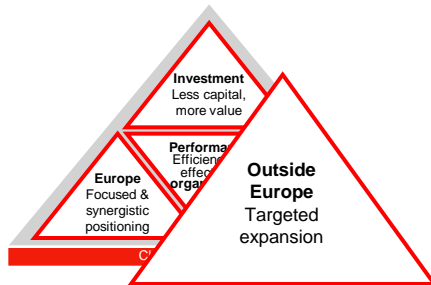 Investment
Less capital,
more value
Europe
Focused &
synergistic
positioning
Outside
Europe
Targeted
expansion